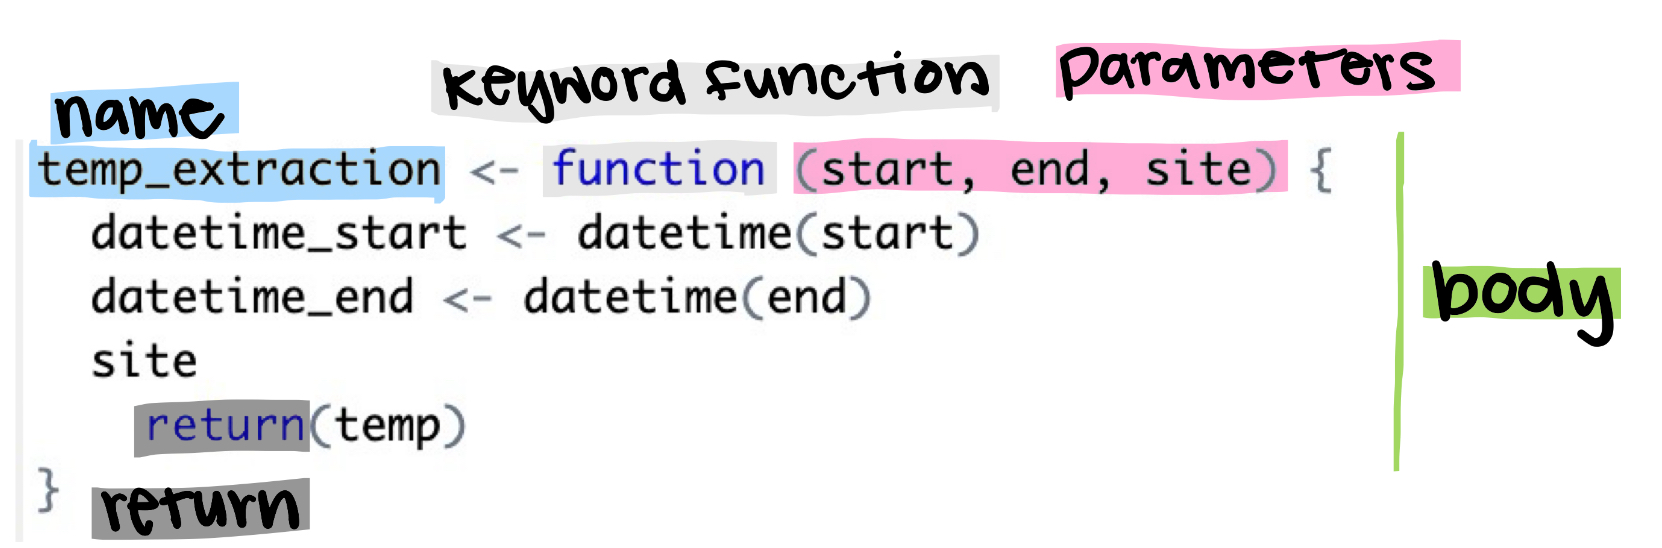 name keyword function parameters
temp_extraction <- function (start, end, site) {
datetime_start <- datetime(start)
datetime_end <- datetime(end)
body
site
return(temp)
}
return